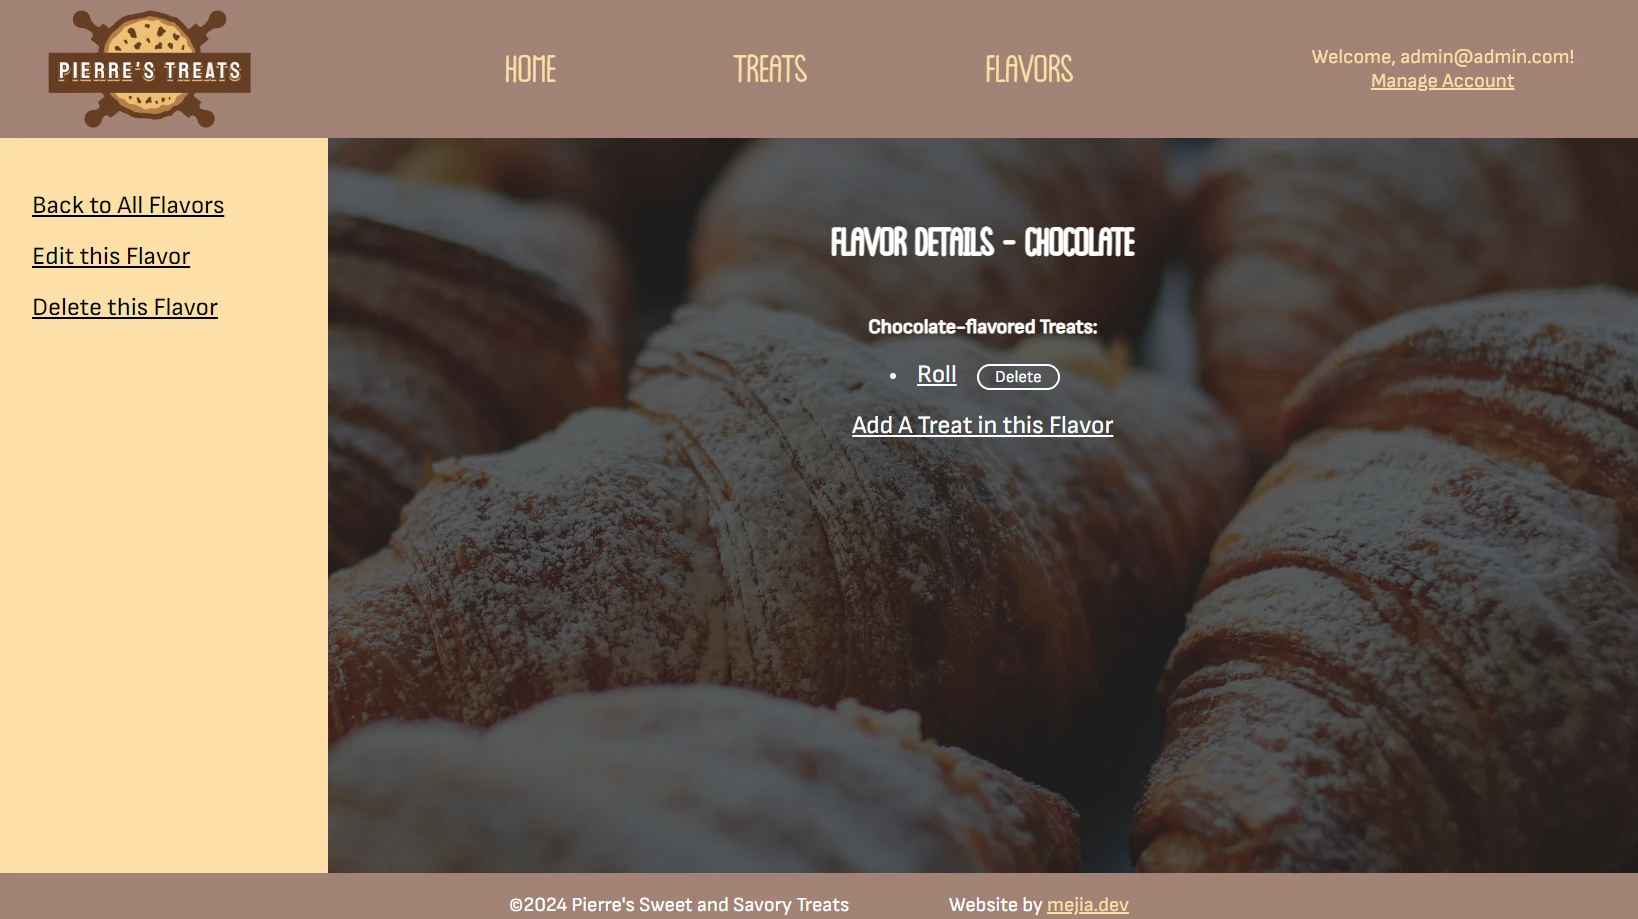 PIERRE'S TREATS
HOME
TREATS
FLAVORS
Welcome, admin@admin.com!
Manage Account
Back to All Flavors
Edit this Flavor
Delete this Flavor
FLAVOR DETAILS - CHOCOLATE
Chocolate-flavored Treats:
• Roll Delete
Add A Treat in this Flavor
©2024 Pierre's Sweet and Savory Treats
Website by mejia.dev